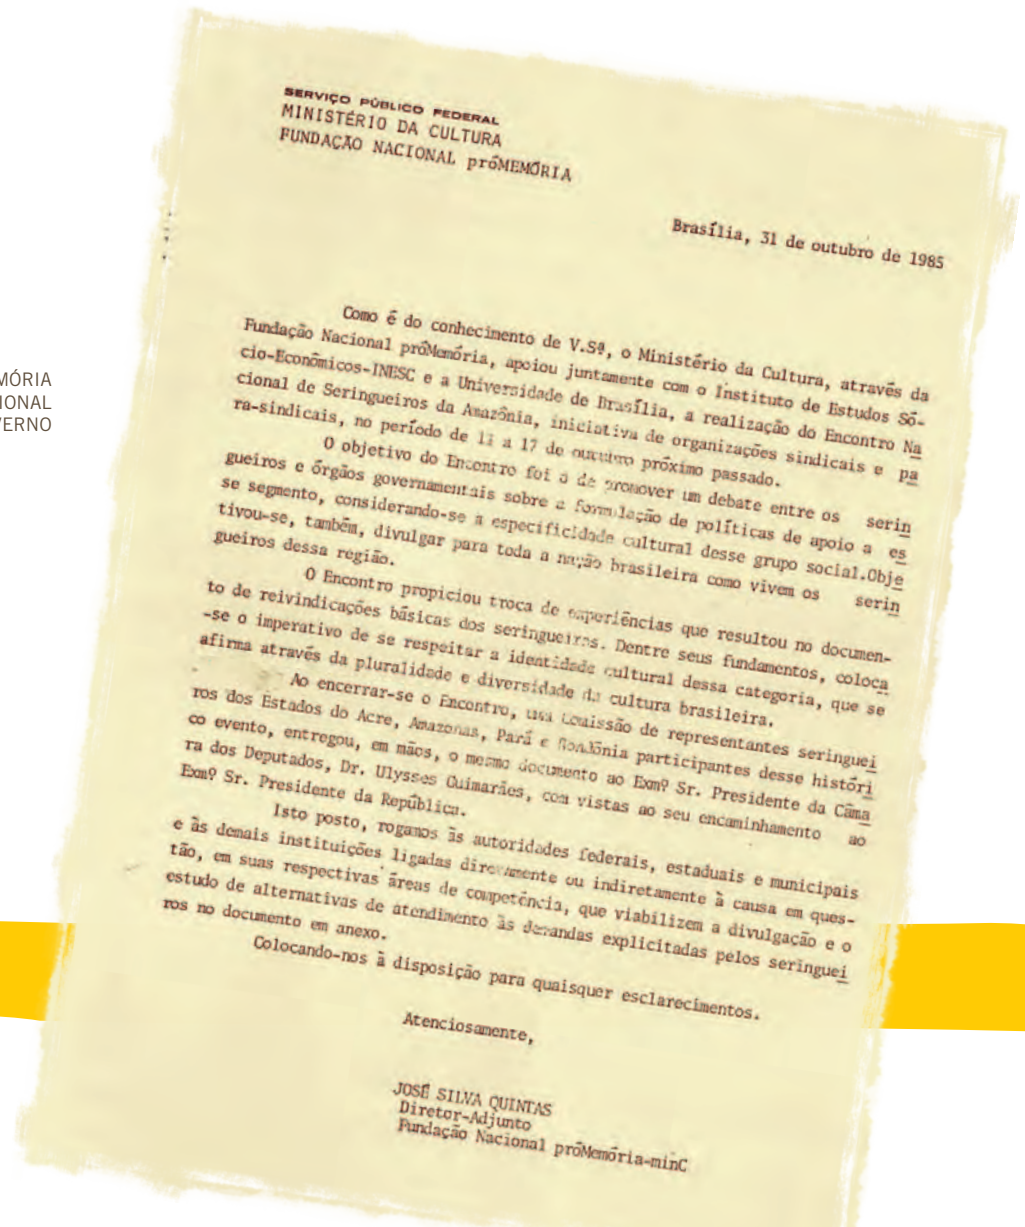 SERVIÇO PÚBLICO FEDERAL
MINISTÉRIO DA CULTURA
FUNDAÇÃO NACIONAL próMEMÓRIA
Brasília, 31 de outubro de 1985
MÓRIA
IONAL
VERNO
Como é do conhecimento de V.Sª, o Ministério da Cultura, através da
Fundação Nacional próMemória, apoiou juntamente com o Instituto de Estudos Só-
cio-Econômicos-INESC e a Universidade de Brasília, a realização do Encontro Na
cional de Seringueiros da Amazônia, iniciativa de organizações sindicais e pa
ra-sindicais, no período de 11 a 17 de outubro próximo passado.
O objetivo do Encontro foi o de promover um debate entre os serin
gueiros e órgãos governamentais sobre a formulação de políticas de apoio a es
se segmento, considerando-se a especificidade cultural desse grupo social.Obje
tivou-se, também, divulgar para toda a nação brasileira como vivem os serin
gueiros dessa região.
O Encontro propiciou troca de experiências que resultou no documen-
to de reivindicações básicas dos seringueiros. Dentre seus fundamentos, coloca
-se o imperativo de se respeitar a identidade cultural dessa categoria, que se
afirma através da pluralidade e diversidade da cultura brasileira.
Ao encerrar-se o Encontro, uma Comissão de representantes seringuei
ros dos Estados do Acre, Amazonas, Pará e Rondônia participantes desse históri
co evento, entregou, em mãos, o mesmo documento ao Exmº Sr. Presidente da Câma
ra dos Deputados, Dr. Ulysses Guimarães, com vistas ao seu encaminhamento ao
Exmº Sr. Presidente da República.
Isto posto, rogamos às autoridades federais, estaduais e municipais
e às demais instituições ligadas diretamente ou indiretamente à causa em ques-
tão, em suas respectivas áreas de competência, que viabilizem a divulgação e o
estudo de alternativas de atendimento às demandas explicitadas pelos seringuei
ros no documento em anexo.
Colocando-nos à disposição para quaisquer esclarecimentos.
Atenciosamente,
JOSÉ SILVA QUINTAS
Diretor-Adjunto
Fundação Nacional próMemória-minC